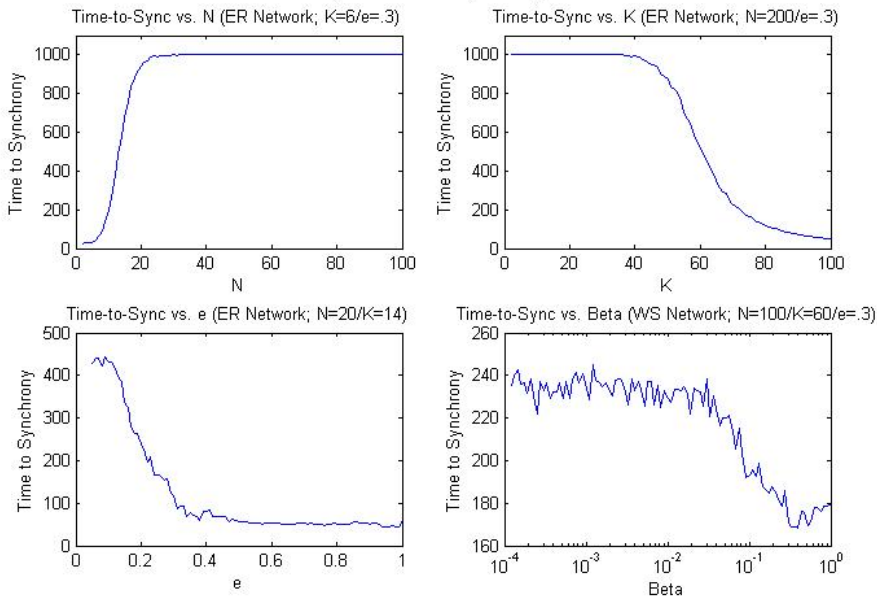 Time-to-Sync vs. N (ER Network; K=6/e=.3)
1000
800
600
400
200
0
Time to Synchrony
0 20 40 60 80 100
N
Time-to-Sync vs. K (ER Network; N=200/e=.3)
1000
800
600
400
200
0
Time to Synchrony
0 20 40 60 80 100
K
Time-to-Sync vs. e (ER Network; N=20/K=14)
500
400
300
200
100
0
Time to Synchrony
0 0.2 0.4 0.6 0.8 1
e
Time-to-Sync vs. Beta (WS Network; N=100/K=60/e=.3)
260
240
220
200
180
160
Time to Synchrony
10⁻⁴ 10⁻³ 10⁻² 10⁻¹ 10⁰
Beta